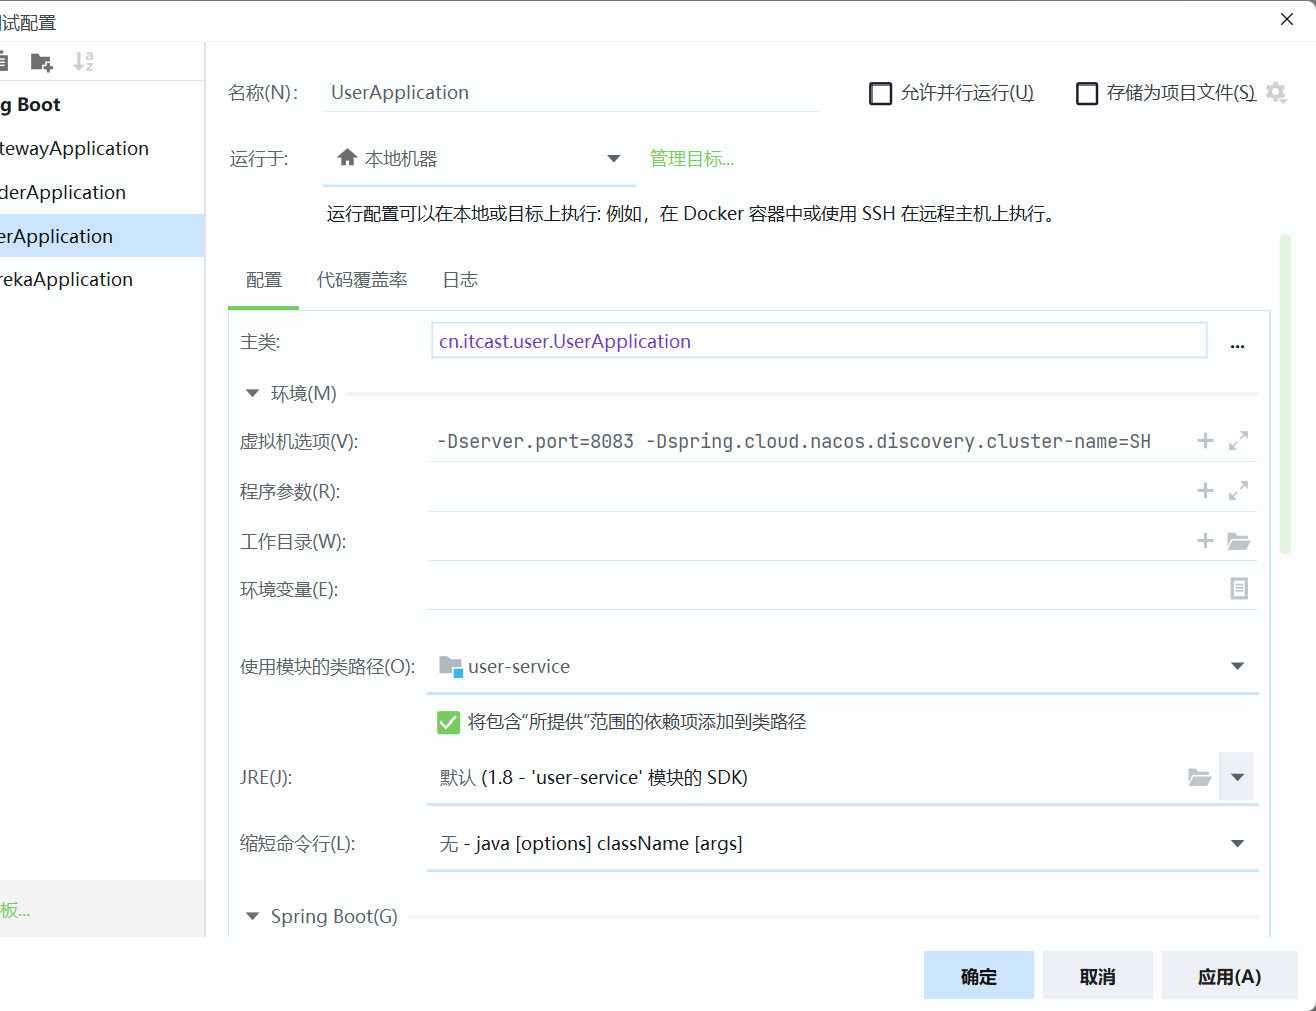 试配置
g Boot
tewayApplication
derApplication
erApplication
rekaApplication
板...
名称(N):
UserApplication
允许并行运行(U)
存储为项目文件(S)
运行于:
本地机器
管理目标...
运行配置可以在本地或目标上执行: 例如，在 Docker 容器中或使用 SSH 在远程主机上执行。
配置
代码覆盖率
日志
主类:
cn.itcast.user.UserApplication
...
环境(M)
虚拟机选项(V):
-Dserver.port=8083 -Dspring.cloud.nacos.discovery.cluster-name=SH
程序参数(R):
工作目录(W):
环境变量(E):
使用模块的类路径(O):
user-service
将包含“所提供”范围的依赖项添加到类路径
JRE(J):
默认 (1.8 - 'user-service' 模块的 SDK)
缩短命令行(L):
无 - java [options] className [args]
Spring Boot(G)
确定
取消
应用(A)